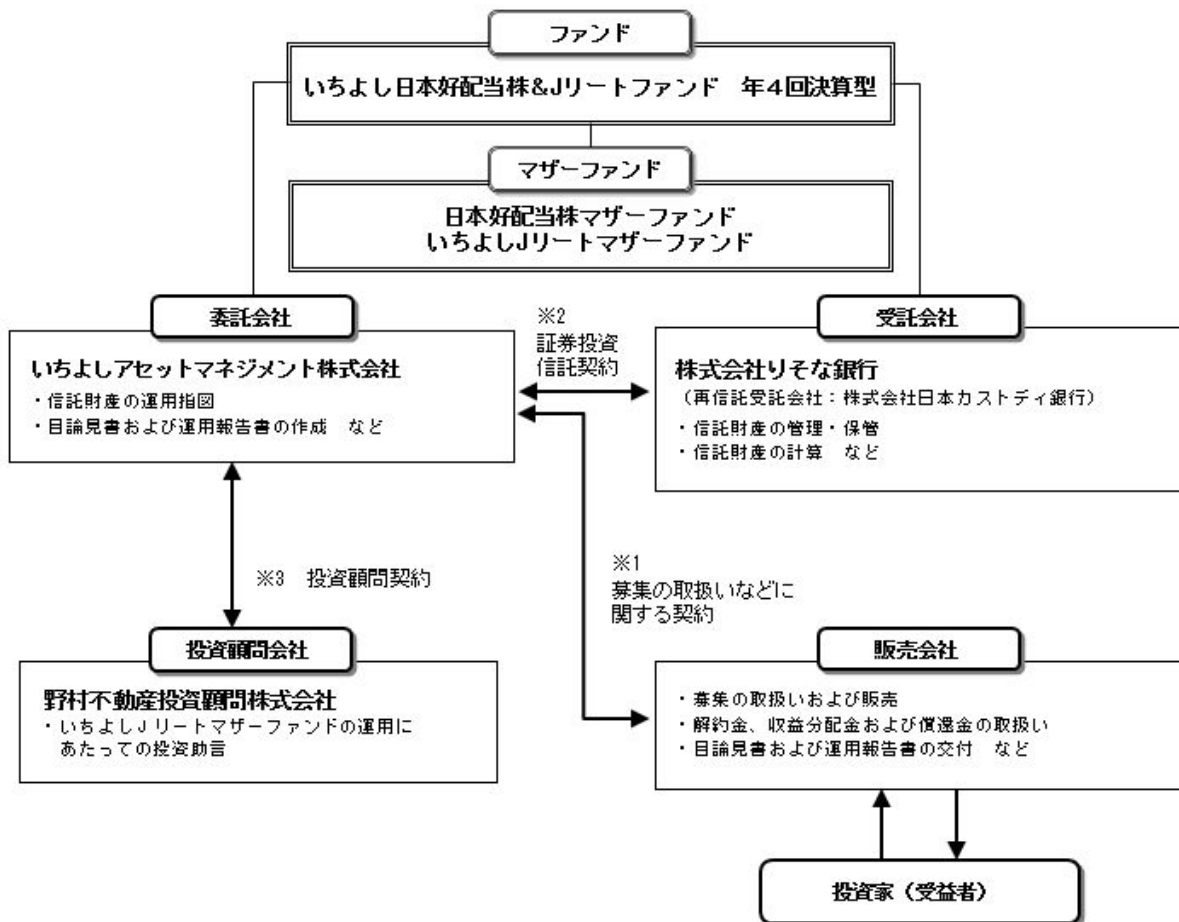 ファンド
いちよし日本好配当株&Jリートファンド　年４回決算型
マザーファンド
日本好配当株マザーファンド
いちよしJリートマザーファンド
委託会社
いちよしアセットマネジメント株式会社
・信託財産の運用指図
・目論見書および運用報告書の作成　など
※2
証券投資
信託契約
受託会社
株式会社りそな銀行
（再信託受託会社：株式会社日本カストディ銀行）
・信託財産の管理・保管
・信託財産の計算　など
※3　投資顧問契約
※1
募集の取扱いなどに
関する契約
投資顧問会社
野村不動産投資顧問株式会社
・いちよしＪリートマザーファンドの運用に
あたっての投資助言
販売会社
・募集の取扱いおよび販売
・解約金、収益分配金および償還金の取扱い
・目論見書および運用報告書の交付　など
投資家（受益者）